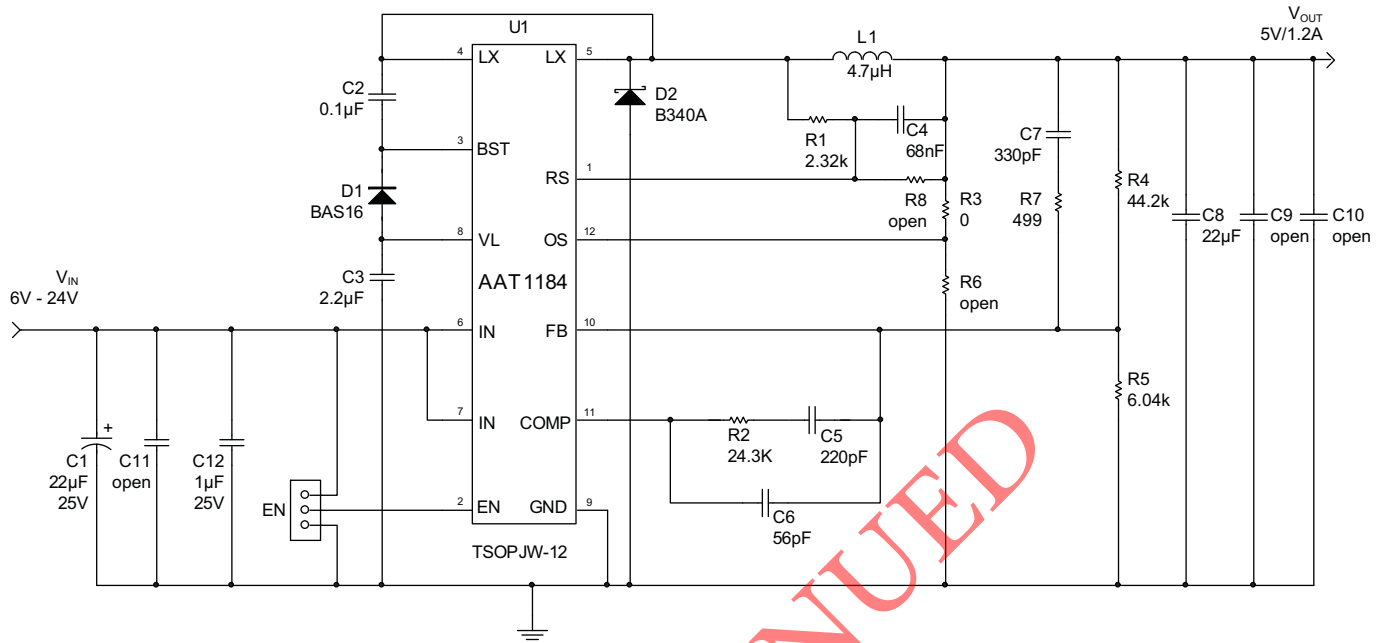 U1
V_OUT
5V/1.2A
4
LX
LX
5
L1
4.7µH
C2
0.1µF
D2
B340A
3
BST
R1
2.32k
C4
68nF
C7
330pF
RS
1
D1
BAS16
R8
open
R3
0
R7
499
R4
44.2k
C8
22µF
C9
open
C10
open
8
VL
OS
12
C3
2.2µF
AAT1184
R6
open
V_IN
6V - 24V
6
IN
FB
10
R5
6.04k
7
IN
COMP
11
R2
24.3K
C5
220pF
C1
+
22µF
25V
C11
open
C12
1µF
25V
EN
2
EN
GND
9
C6
56pF
TSOPJW-12
NUED